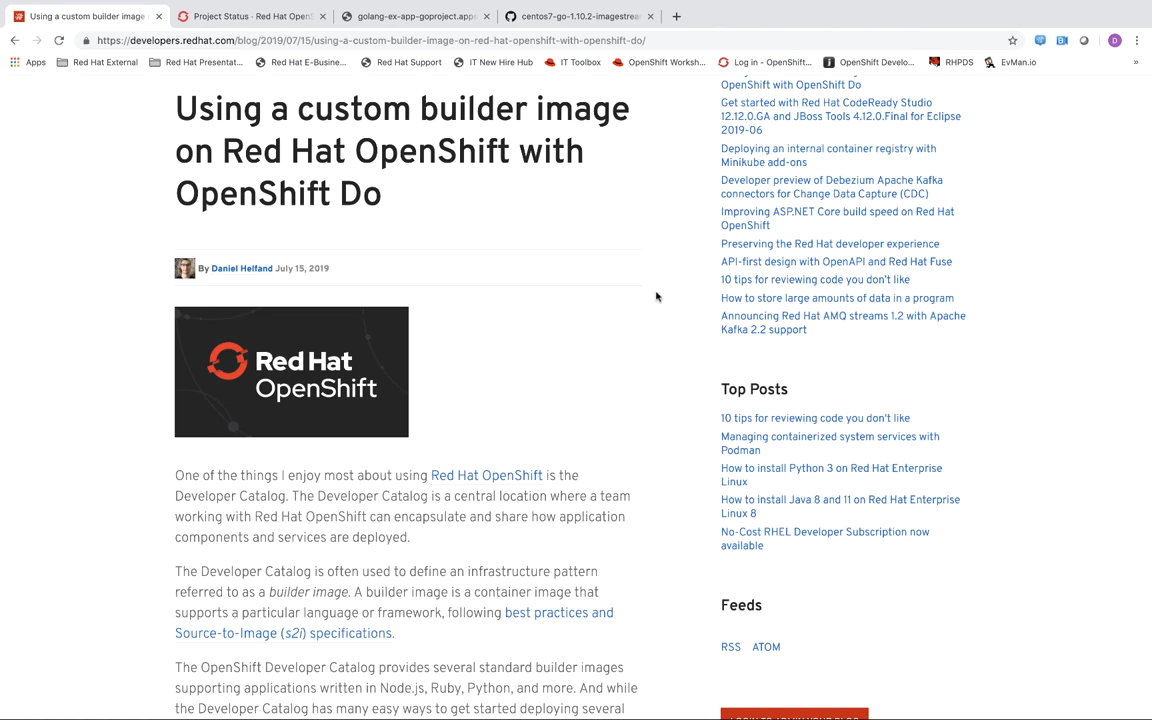 Using a custom builder image
Project Status - Red Hat Open
golang-ex-app-goproject.apps
centos7-go-1.10.2-imagestrea
https://developers.redhat.com/blog/2019/07/15/using-a-custom-builder-image-on-red-hat-openshift-with-openshift-do/
D
Apps
Red Hat External
Red Hat Presentat...
Red Hat E-Busine...
Red Hat Support
IT New Hire Hub
IT Toolbox
OpenShift Worksh...
Log in - OpenShift...
OpenShift Develo...
RHPDS
EvMan.io
»
Using a custom builder image
on Red Hat OpenShift with
OpenShift Do
By Daniel Helfand July 15, 2019
Red Hat
OpenShift
One of the things I enjoy most about using Red Hat OpenShift is the
Developer Catalog. The Developer Catalog is a central location where a team
working with Red Hat OpenShift can encapsulate and share how application
components and services are deployed.
The Developer Catalog is often used to define an infrastructure pattern
referred to as a builder image. A builder image is a container image that
supports a particular language or framework, following best practices and
Source-to-Image (s2i) specifications.
The OpenShift Developer Catalog provides several standard builder images
supporting applications written in Node.js, Ruby, Python, and more. And while
the Developer Catalog has many easy ways to get started deploying several
OpenShift with OpenShift Do
Get started with Red Hat CodeReady Studio
12.12.0.GA and JBoss Tools 4.12.0.Final for Eclipse
2019-06
Deploying an internal container registry with
Minikube add-ons
Developer preview of Debezium Apache Kafka
connectors for Change Data Capture (CDC)
Improving ASP.NET Core build speed on Red Hat
OpenShift
Preserving the Red Hat developer experience
API-first design with OpenAPI and Red Hat Fuse
10 tips for reviewing code you don't like
How to store large amounts of data in a program
Announcing Red Hat AMQ streams 1.2 with Apache
Kafka 2.2 support
Top Posts
10 tips for reviewing code you don't like
Managing containerized system services with
Podman
How to install Python 3 on Red Hat Enterprise
Linux
How to install Java 8 and 11 on Red Hat Enterprise
Linux 8
No-Cost RHEL Developer Subscription now
available
Feeds
RSS ATOM
LOGIN TO ADMIN YOUR BLOG